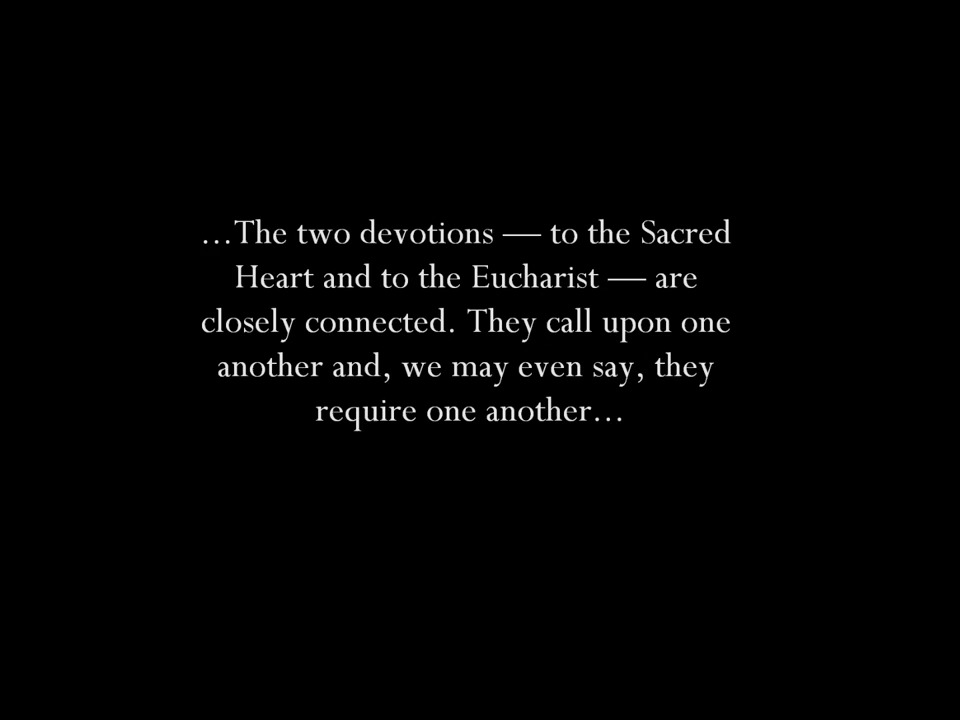 ...The two devotions — to the Sacred
Heart and to the Eucharist — are
closely connected. They call upon one
another and, we may even say, they
require one another...